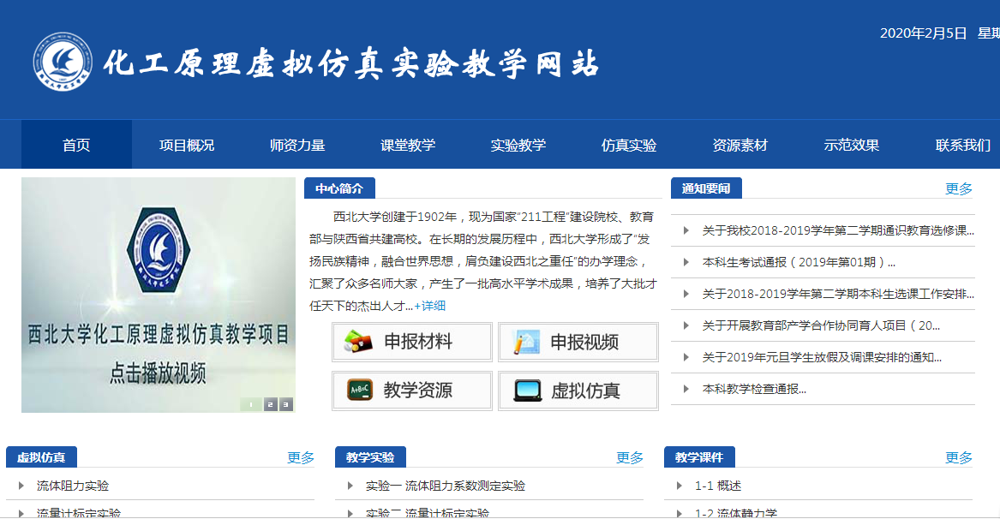 2020年2月5日 星期
化工原理虚拟仿真实验教学网站
首页 项目概况 师资力量 课堂教学 实验教学 仿真实验 资源素材 示范效果 联系我们
西北大学化工原理虚拟仿真教学项目
点击播放视频
1 2 3
中心简介
西北大学创建于1902年，现为国家"211工程"建设院校、教育
部与陕西省共建高校。在长期的发展历程中，西北大学形成了"发
扬民族精神，融合世界思想，肩负建设西北之重任"的办学理念，
汇聚了众多名师大家，产生了一批高水平学术成果，培养了大批才
任天下的杰出人才...+详细
申报材料 申报视频
A+B=C 教学资源 虚拟仿真
通知要闻 更多
关于我校2018-2019学年第二学期通识教育选修课...
本科生考试通报（2019年第01期）...
关于2018-2019学年第二学期本科生选课工作安排...
关于开展教育部产学合作协同育人项目（20...
关于2019年元旦学生放假及调课安排的通知...
本科教学检查通报...
虚拟仿真 更多
流体阻力实验
流量计标定实验
教学实验 更多
实验一 流体阻力系数测定实验
实验二 流量计标定实验
教学课件 更多
1-1 概述
1-2 流体静力学